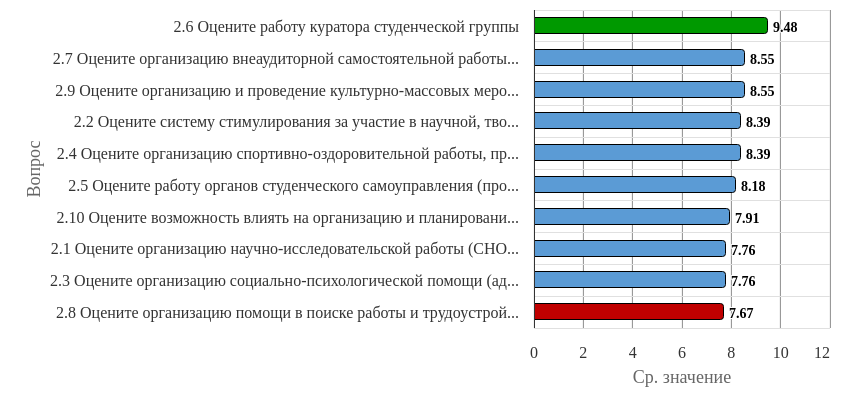 2.6 Оцените работу куратора студенческой группы 9.48
2.7 Оцените организацию внеаудиторной самостоятельной работы... 8.55
2.9 Оцените организацию и проведение культурно-массовых меро... 8.55
2.2 Оцените систему стимулирования за участие в научной, тво... 8.39
2.4 Оцените организацию спортивно-оздоровительной работы, пр... 8.39
2.5 Оцените работу органов студенческого самоуправления (про... 8.18
2.10 Оцените возможность влиять на организацию и планировани... 7.91
2.1 Оцените организацию научно-исследовательской работы (СНО... 7.76
2.3 Оцените организацию социально-психологической помощи (ад... 7.76
2.8 Оцените организацию помощи в поиске работы и трудоустрой... 7.67
Вопрос
0 2 4 6 8 10 12
Ср. значение